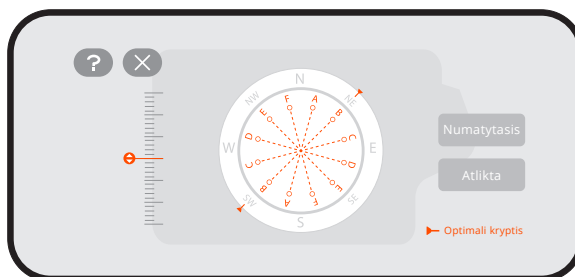 ?
N
NW
NE
F
A
E
B
D
C
W
E
C
D
B
E
A
F
SW
SE
S
Numatytasis
Atlikta
Optimali kryptis